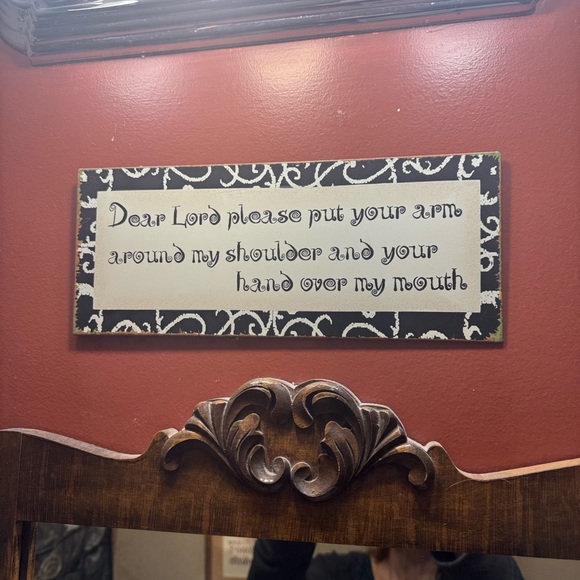 Dear Lord please put your arm
around my shoulder and your
hand over my mouth